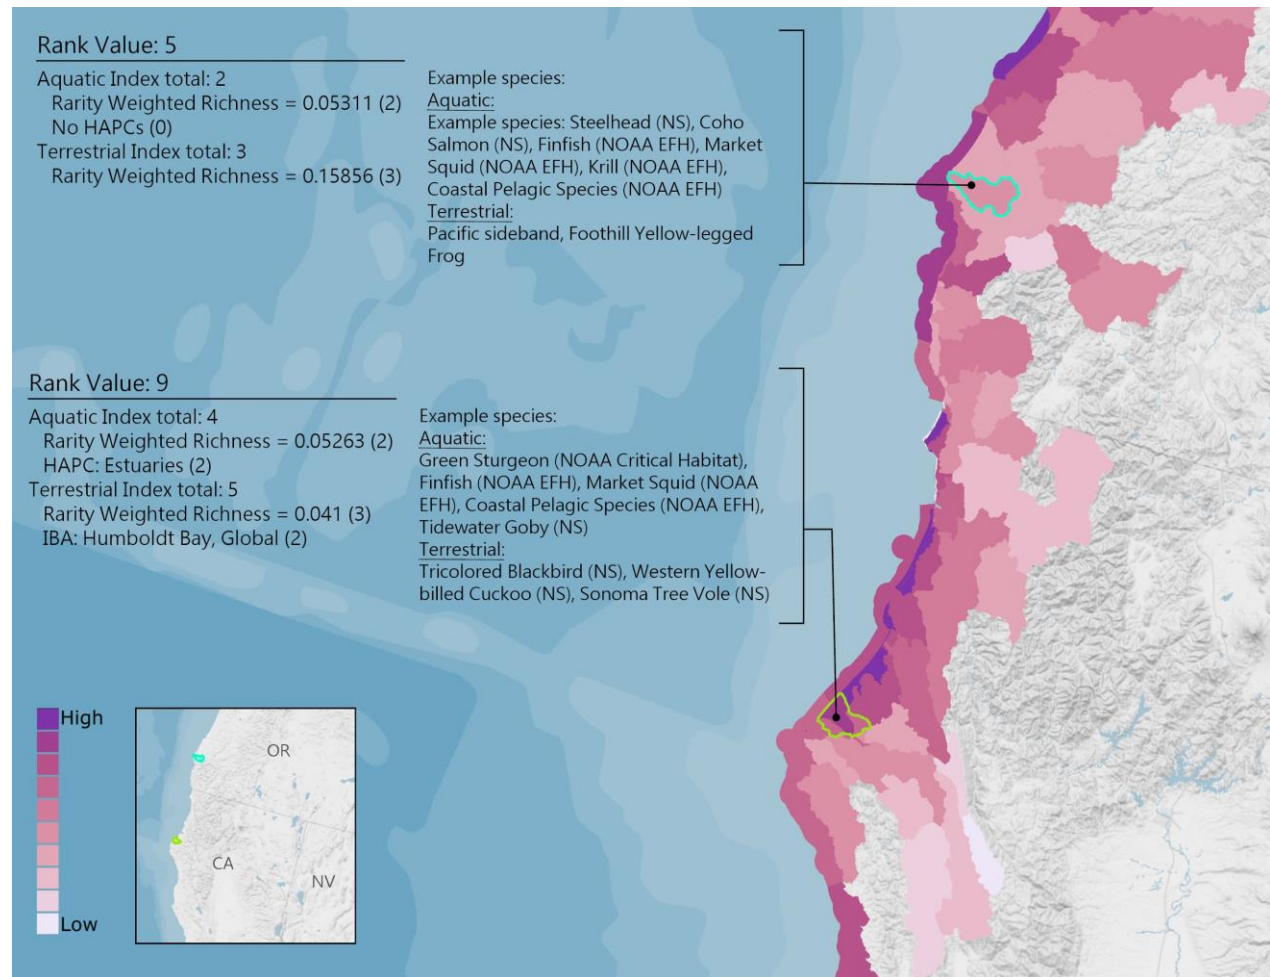 Rank Value: 5
Aquatic Index total: 2
Rarity Weighted Richness = 0.05311 (2)
No HAPCs (0)
Terrestrial Index total: 3
Rarity Weighted Richness = 0.15856 (3)
Example species:
Aquatic:
Example species: Steelhead (NS), Coho
Salmon (NS), Finfish (NOAA EFH), Market
Squid (NOAA EFH), Krill (NOAA EFH),
Coastal Pelagic Species (NOAA EFH)
Terrestrial:
Pacific sideband, Foothill Yellow-legged
Frog
Rank Value: 9
Aquatic Index total: 4
Rarity Weighted Richness = 0.05263 (2)
HAPC: Estuaries (2)
Terrestrial Index total: 5
Rarity Weighted Richness = 0.041 (3)
IBA: Humboldt Bay, Global (2)
Example species:
Aquatic:
Green Sturgeon (NOAA Critical Habitat),
Finfish (NOAA EFH), Market Squid (NOAA
EFH), Coastal Pelagic Species (NOAA EFH),
Tidewater Goby (NS)
Terrestrial:
Tricolored Blackbird (NS), Western Yellow-
billed Cuckoo (NS), Sonoma Tree Vole (NS)
High
Low
OR
CA
NV